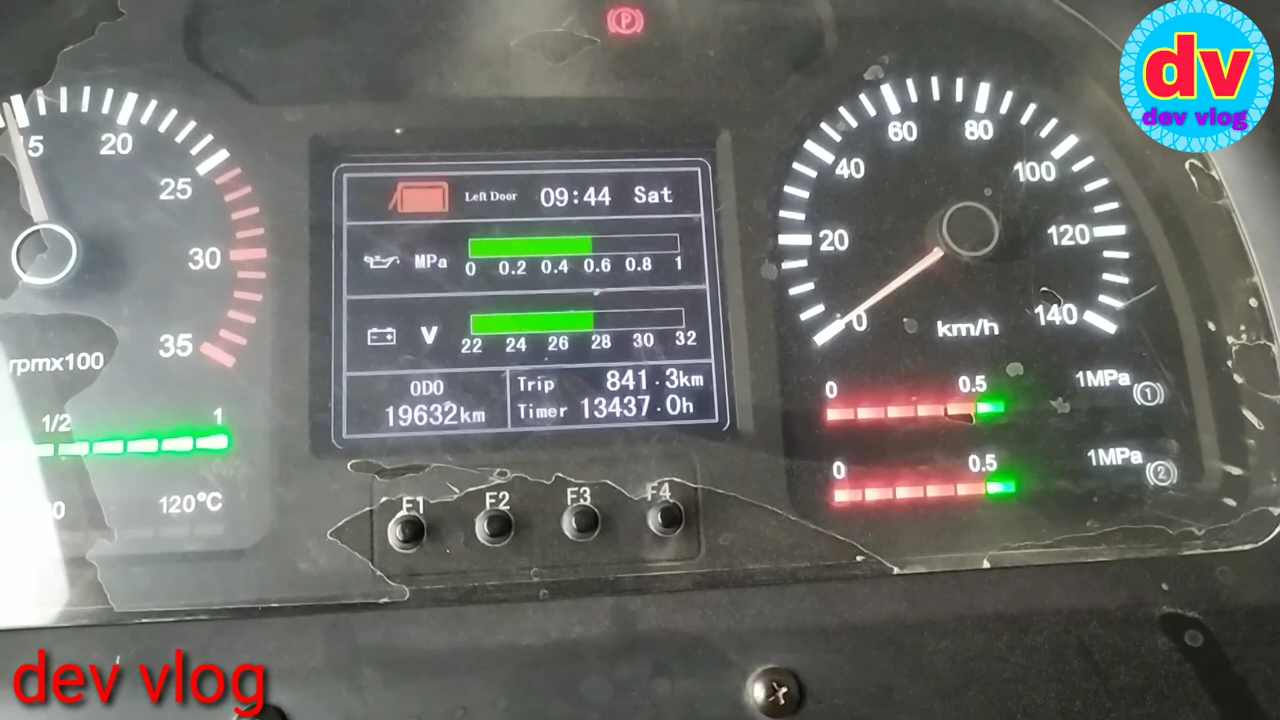 dv
dev vlog
5 20 25 30 35
rpmx100
1/2 1
0 120°C
Left Door 09:44 Sat
MPa
0 0.2 0.4 0.6 0.8 1
V
22 24 26 28 30 32
ODO
19632km
Trip 841.3km
Timer 13437.0h
F1 F2 F3 F4
0 20 40 60 80 100 120 140
km/h
0 0.5 1MPa 1
0 0.5 1MPa 2
P
dev vlog